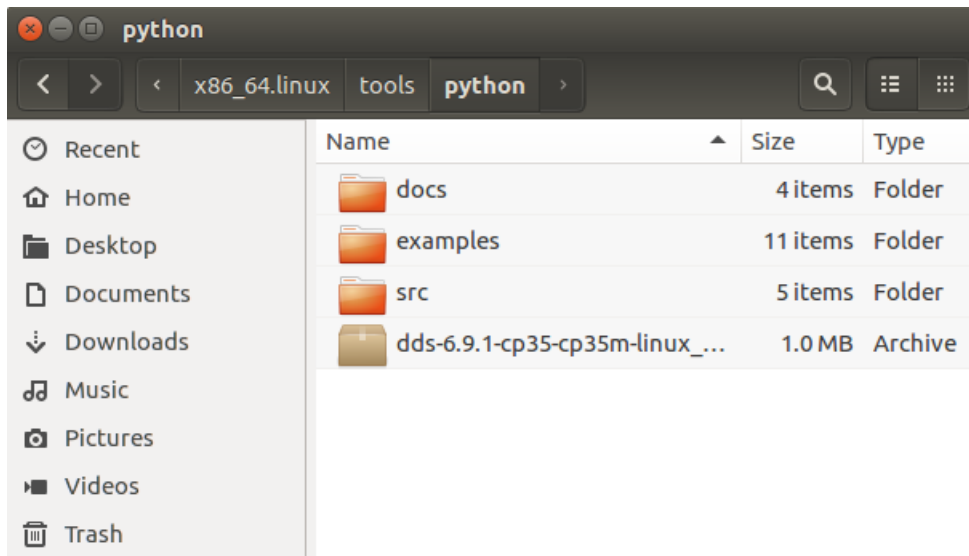 python
x86_64.linux tools python
Recent
Home
Desktop
Documents
Downloads
Music
Pictures
Videos
Trash
Name Size Type
docs 4 items Folder
examples 11 items Folder
src 5 items Folder
dds-6.9.1-cp35-cp35m-linux_... 1.0 MB Archive